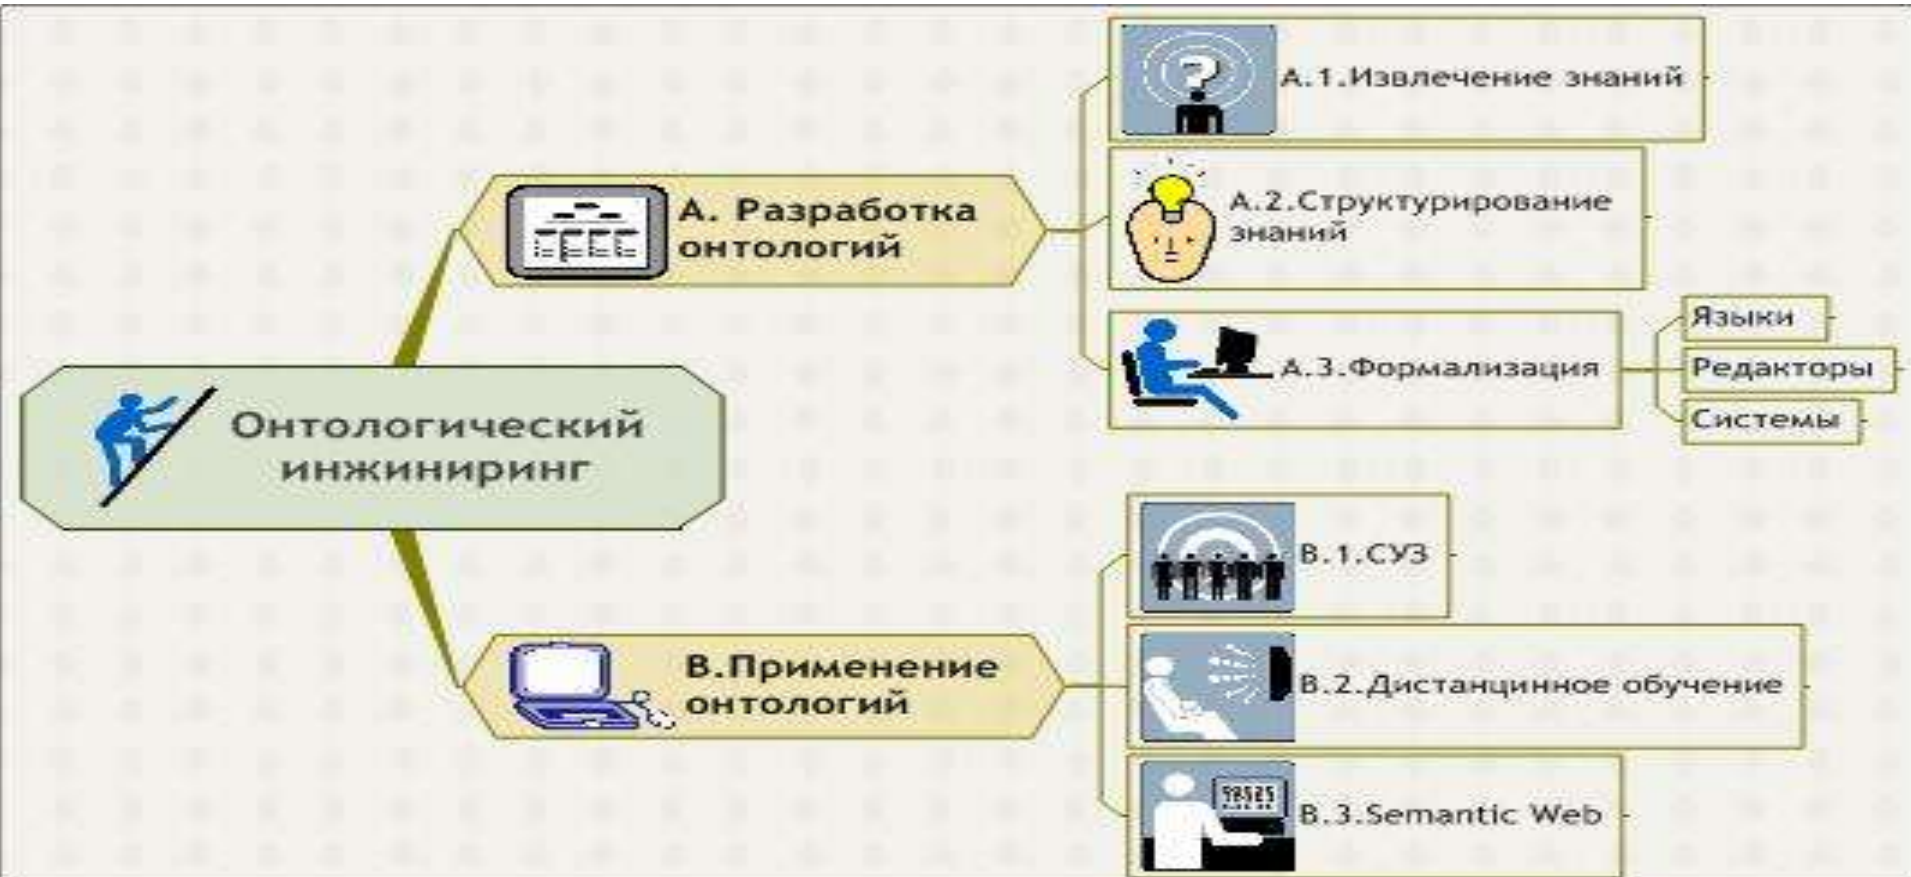 А.1.Извлечение знаний
А. Разработка
онтологий
А.2.Структурирование
знаний
А.3.Формализация
Языки
Редакторы
Системы
Онтологический
инжиниринг
В.Применение
онтологий
В.1.СУЗ
В.2.Дистанцинное обучение
98525
В.3.Semantic Web